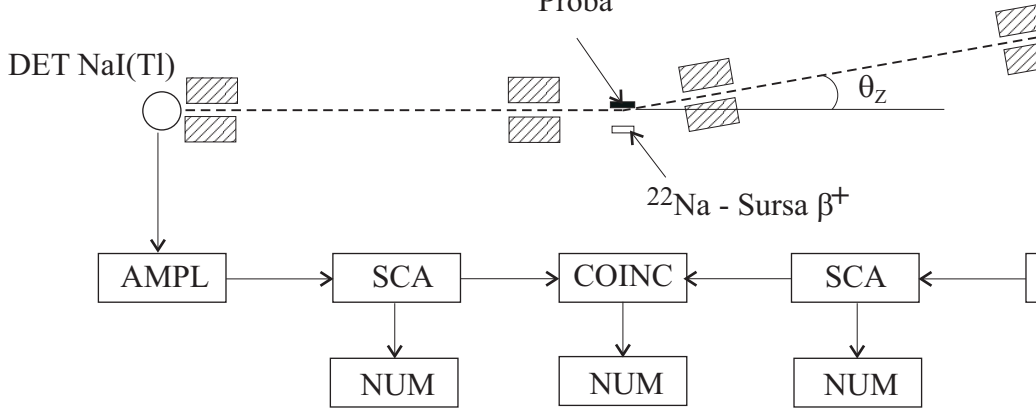 Proba
DET NaI(Tl)
θZ
²²Na - Sursa β⁺
AMPL
SCA
COINC
SCA
NUM
NUM
NUM